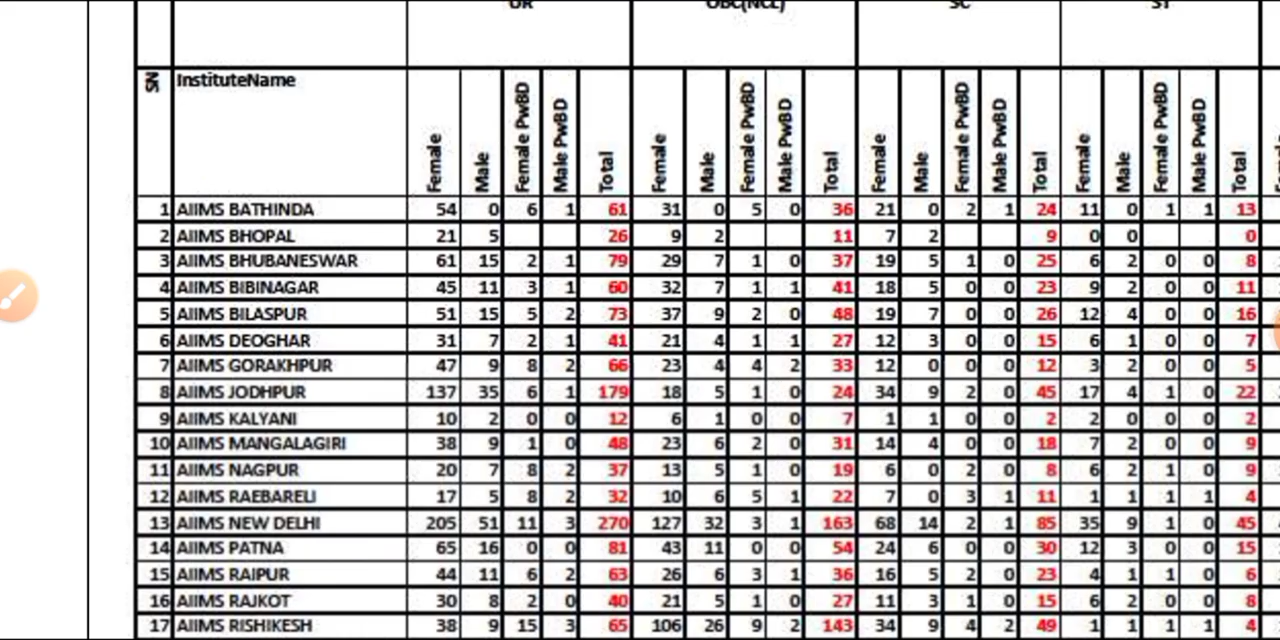 UR OBC(NCL) SC ST
SN InstituteName Female Male Female PwBD Male PwBD Total Female Male Female PwBD Male PwBD Total Female Male Female PwBD Male PwBD Total Female Male Female PwBD Male PwBD Total
1 AIIMS BATHINDA 54 0 6 1 61 31 0 5 0 36 21 0 2 1 24 11 0 1 1 13
2 AIIMS BHOPAL 21 5 26 9 2 11 7 2 9 0 0 0
3 AIIMS BHUBANESWAR 61 15 2 1 79 29 7 1 0 37 19 5 1 0 25 6 2 0 0 8
4 AIIMS BIBINAGAR 45 11 3 1 60 32 7 1 1 41 18 5 0 0 23 9 2 0 0 11
5 AIIMS BILASPUR 51 15 5 2 73 37 9 2 0 48 19 7 0 0 26 12 4 0 0 16
6 AIIMS DEOGHAR 31 7 2 1 41 21 4 1 1 27 12 3 0 0 15 6 1 0 0 7
7 AIIMS GORAKHPUR 47 9 8 2 66 23 4 4 2 33 12 0 0 0 12 3 2 0 0 5
8 AIIMS JODHPUR 137 35 6 1 179 18 5 1 0 24 34 9 2 0 45 17 4 1 0 22
9 AIIMS KALYANI 10 2 0 0 12 6 1 0 0 7 1 1 0 0 2 2 0 0 0 2
10 AIIMS MANGALAGIRI 38 9 1 0 48 23 6 2 0 31 14 4 0 0 18 7 2 0 0 9
11 AIIMS NAGPUR 20 7 8 2 37 13 5 1 0 19 6 0 2 0 8 6 2 1 0 9
12 AIIMS RAEBARELI 17 5 8 2 32 10 6 5 1 22 7 0 3 1 11 1 1 1 1 4
13 AIIMS NEW DELHI 205 51 11 3 270 127 32 3 1 163 68 14 2 1 85 35 9 1 0 45
14 AIIMS PATNA 65 16 0 0 81 43 11 0 0 54 24 6 0 0 30 12 3 0 0 15
15 AIIMS RAIPUR 44 11 6 2 63 26 6 3 1 36 16 5 2 0 23 4 1 1 0 6
16 AIIMS RAJKOT 30 8 2 0 40 21 5 1 0 27 11 3 1 0 15 6 2 0 0 8
17 AIIMS RISHIKESH 38 9 15 3 65 106 26 9 2 143 34 9 4 2 49 1 1 1 1 4